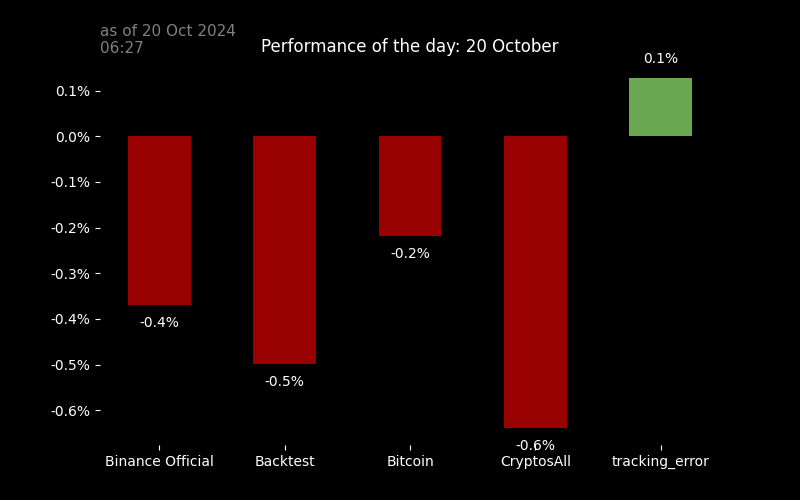 as of 20 Oct 2024
06:27
Performance of the day: 20 October
0.1%
0.1%
0.0%
-0.1%
-0.2%
-0.3%
-0.4%
-0.5%
-0.6%
-0.4%
-0.5%
-0.2%
-0.6%
Binance Official
Backtest
Bitcoin
CryptosAll
tracking_error